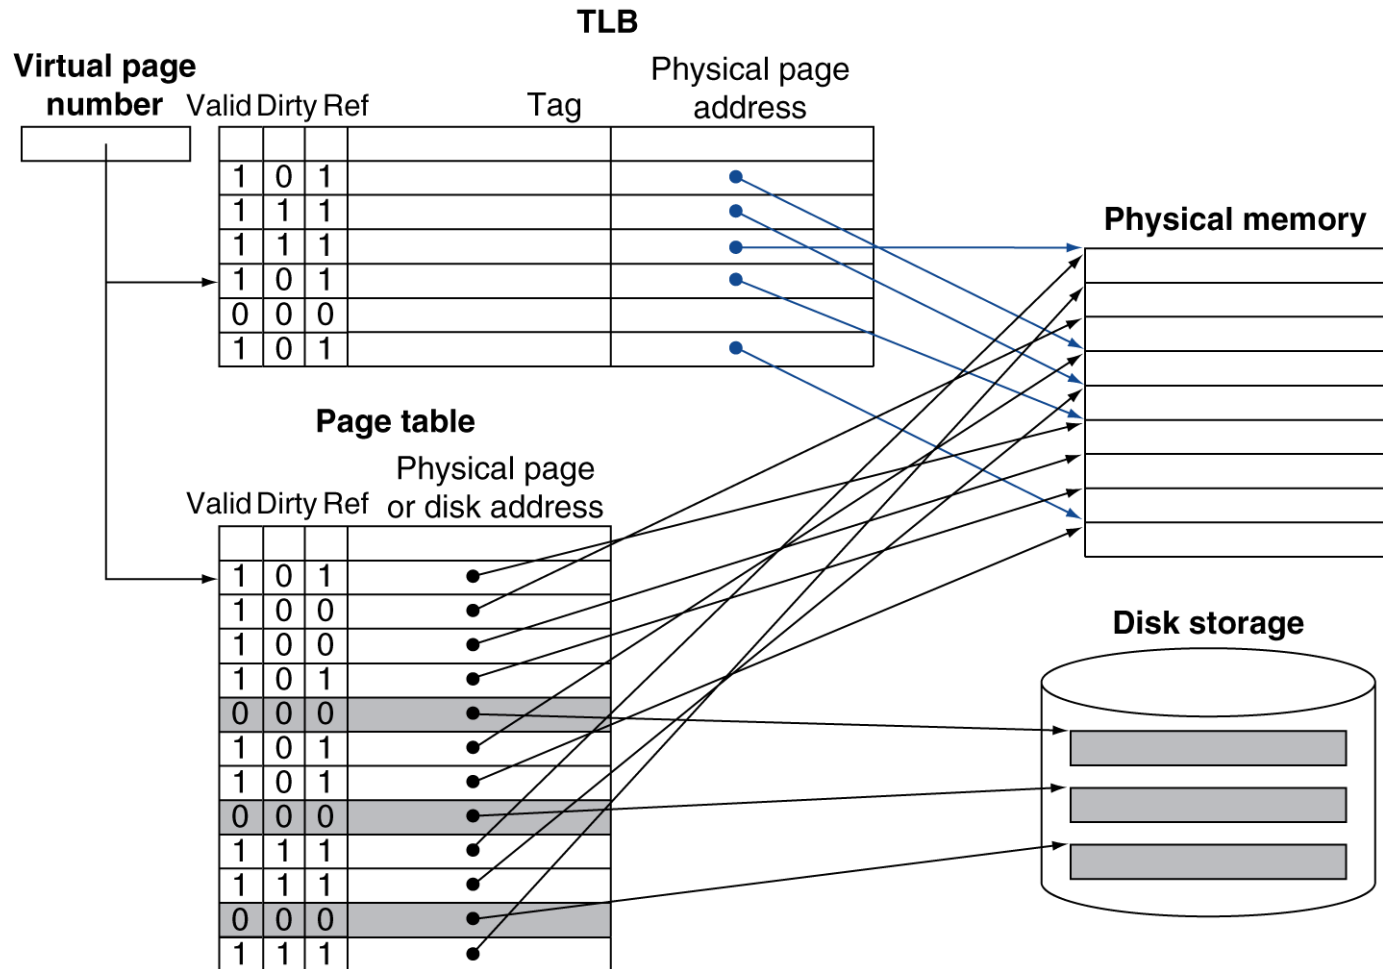 TLB
Virtual page
number
Valid Dirty Ref
Tag
Physical page
address
1 0 1
1 1 1
1 1 1
1 0 1
0 0 0
1 0 1
Physical memory
Page table
Physical page
Valid Dirty Ref or disk address
1 0 1
1 0 0
1 0 0
1 0 1
0 0 0
1 0 1
1 0 1
0 0 0
1 1 1
1 1 1
0 0 0
1 1 1
Disk storage